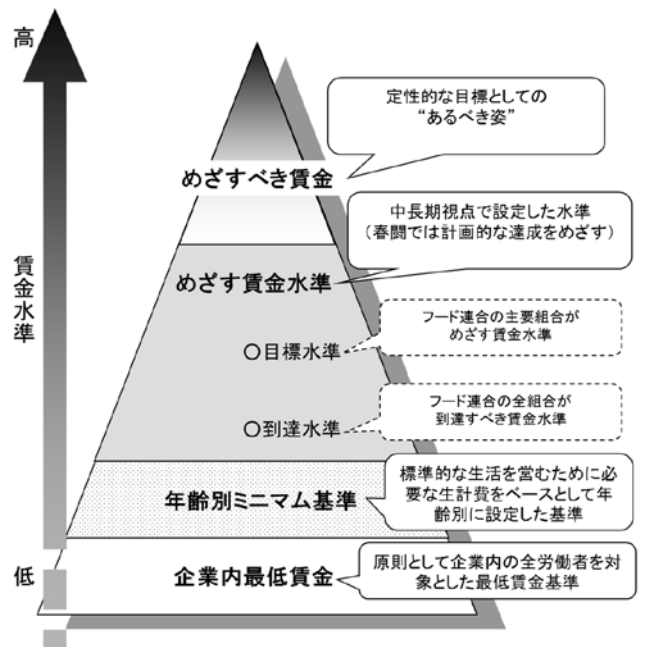 高
定性的な目標としての
“あるべき姿”
めざすべき賃金
中長期視点で設定した水準
（春闘では計画的な達成をめざす）
賃金水準
めざす賃金水準
フード連合の主要組合が
めざす賃金水準
〇目標水準
フード連合の全組合が
到達すべき賃金水準
〇到達水準
標準的な生活を営むために必
要な生計費をベースとして年
齢別に設定した基準
年齢別ミニマム基準
原則として企業内の全労働者を対
象とした最低賃金基準
企業内最低賃金
低